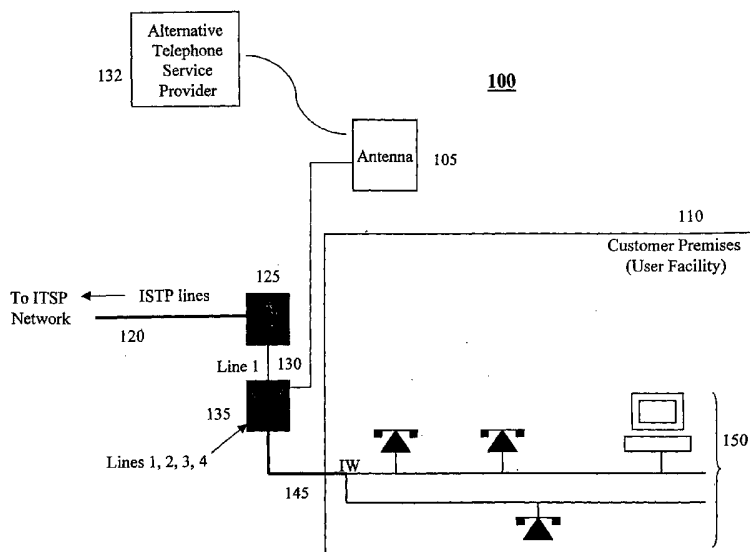 Alternative
Telephone
Service
Provider
132
100
Antenna
105
110
Customer Premises
(User Facility)
125
To ITSP
Network
ISTP lines
120
Line 1
130
135
Lines 1, 2, 3, 4
IW
145
150